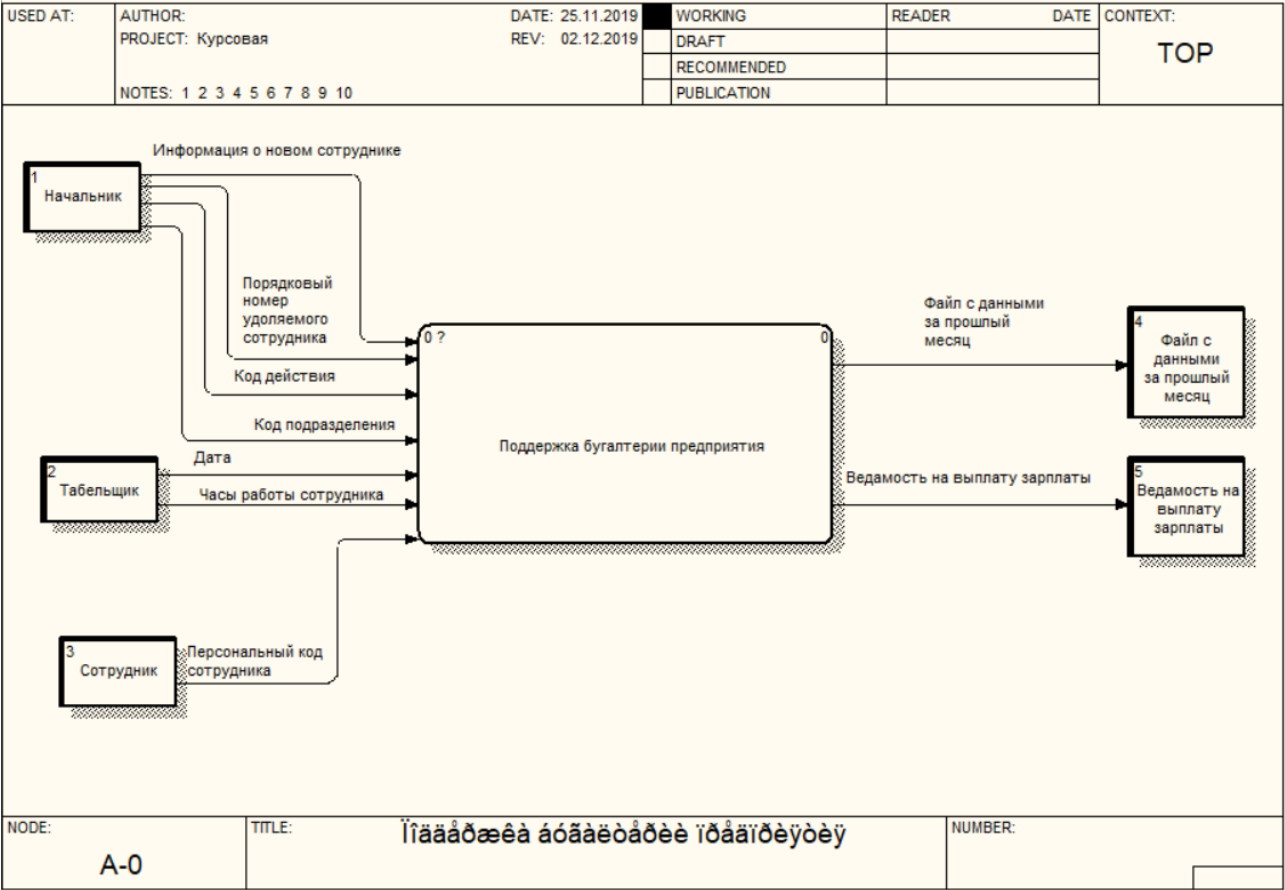 USED AT:
AUTHOR:
DATE: 25.11.2019
PROJECT: Курсовая
REV: 02.12.2019
NOTES: 1 2 3 4 5 6 7 8 9 10
WORKING
DRAFT
RECOMMENDED
PUBLICATION
READER
DATE
CONTEXT:
TOP
Информация о новом сотруднике
1
Начальник
Порядковый
номер
удоляемого
сотрудника
Код действия
Код подразделения
Дата
2
Табельщик
Часы работы сотрудника
3
Сотрудник
Персональный код
сотрудника
0 ?
0
Поддержка бугалтерии предприятия
Файл с данными
за прошлый
месяц
4
Файл с
данными
за прошлый
месяц
Ведамость на выплату зарплаты
5
Ведамость на
выплату
зарплаты
NODE:
A-0
TITLE:
Ïîääåðæêà áóãàëòåðèè ïðåäïðèÿòèÿ
NUMBER: